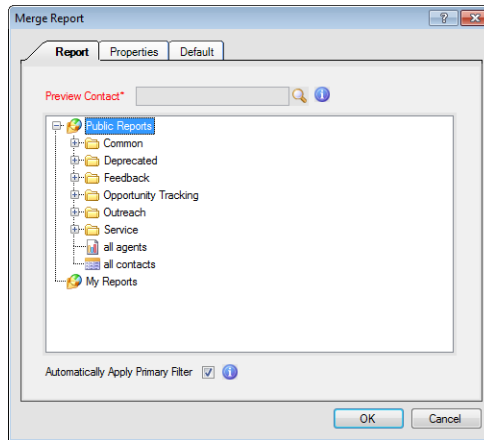 Merge Report
Report Properties Default
Preview Contact*
Public Reports
Common
Deprecated
Feedback
Opportunity Tracking
Outreach
Service
all agents
all contacts
My Reports
Automatically Apply Primary Filter
OK Cancel